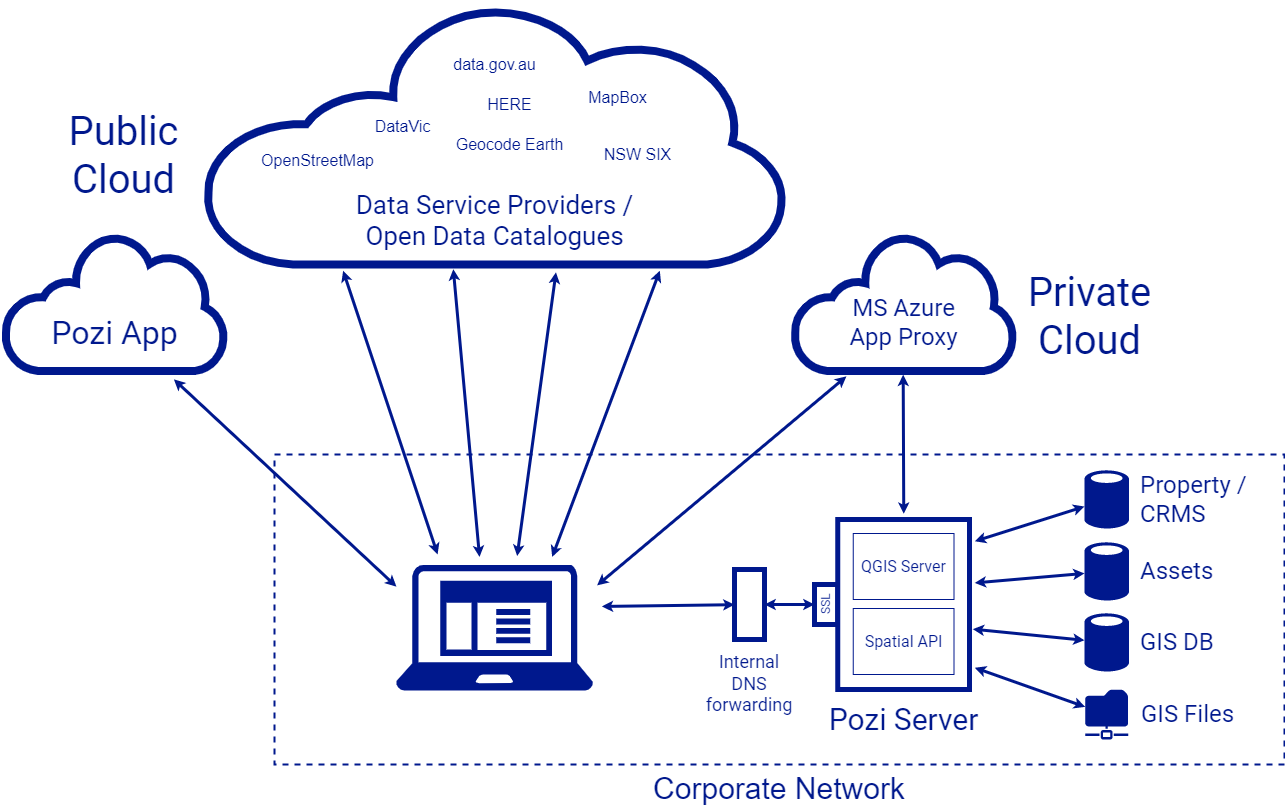 Public
Cloud
data.gov.au
HERE
MapBox
DataVic
Geocode Earth
NSW SIX
OpenStreetMap
Data Service Providers /
Open Data Catalogues
Pozi App
MS Azure
App Proxy
Private
Cloud
Property /
CRMS
QGIS Server
Assets
SSL
Spatial API
GIS DB
Internal
DNS
forwarding
Pozi Server
GIS Files
Corporate Network